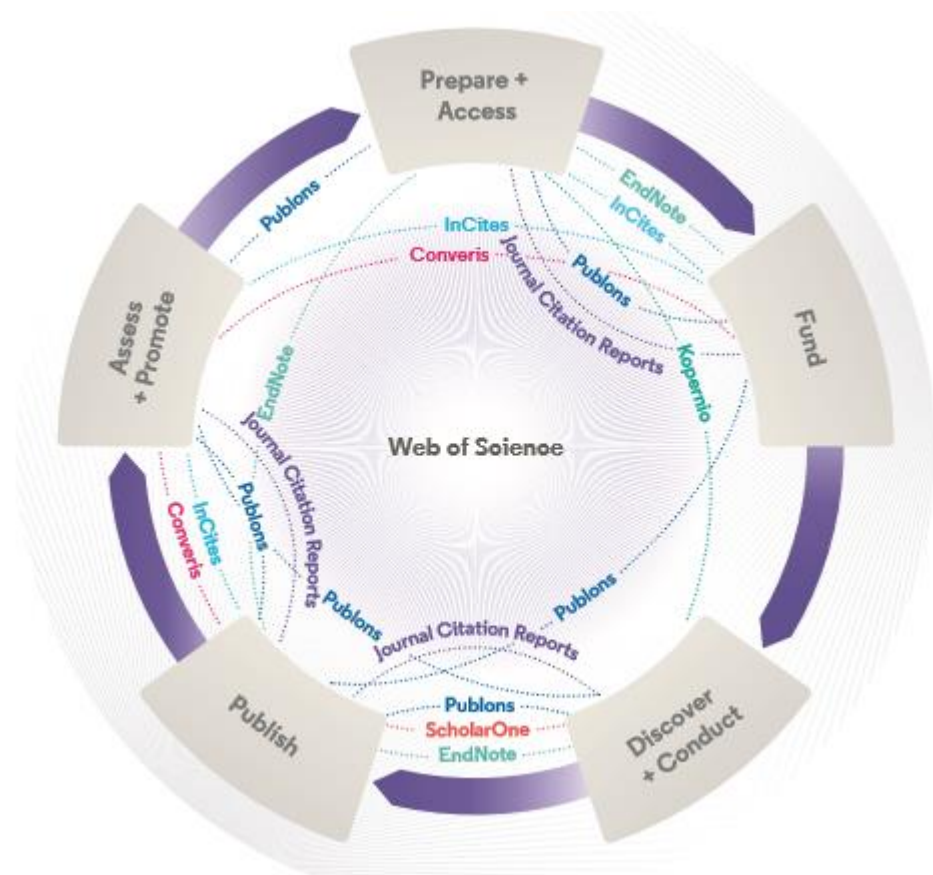 Prepare +
Access
EndNote
InCites
Publons
InCites
Converis
Journal Citation Reports
Publons
Kopernio
Fund
Assess
+ Promote
EndNote
Journal Citation Reports
Publons
InCites
Converis
Web of Soienoe
Publons
Publons
Journal Citation Reports
Publons
ScholarOne
EndNote
Publish
Discover
+ Conduct